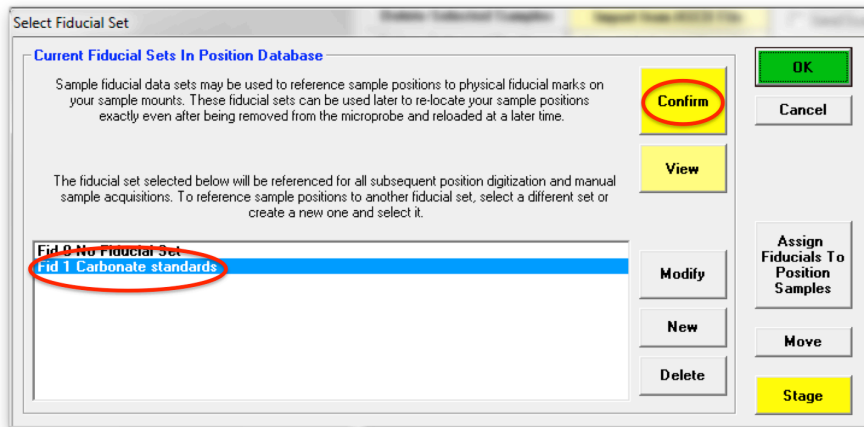 Select Fiducial Set
Current Fiducial Sets In Position Database
Sample fiducial data sets may be used to reference sample positions to physical fiducial marks on
your sample mounts. These fiducial sets can be used later to re-locate your sample positions
exactly even after being removed from the microprobe and reloaded at a later time.
The fiducial set selected below will be referenced for all subsequent position digitization and manual
sample acquisitions. To reference sample positions to another fiducial set, select a different set or
create a new one and select it.
Fid 0 No Fiducial Set
Fid 1 Carbonate standards
Confirm
View
Modify
New
Delete
OK
Cancel
Assign
Fiducials To
Position
Samples
Move
Stage